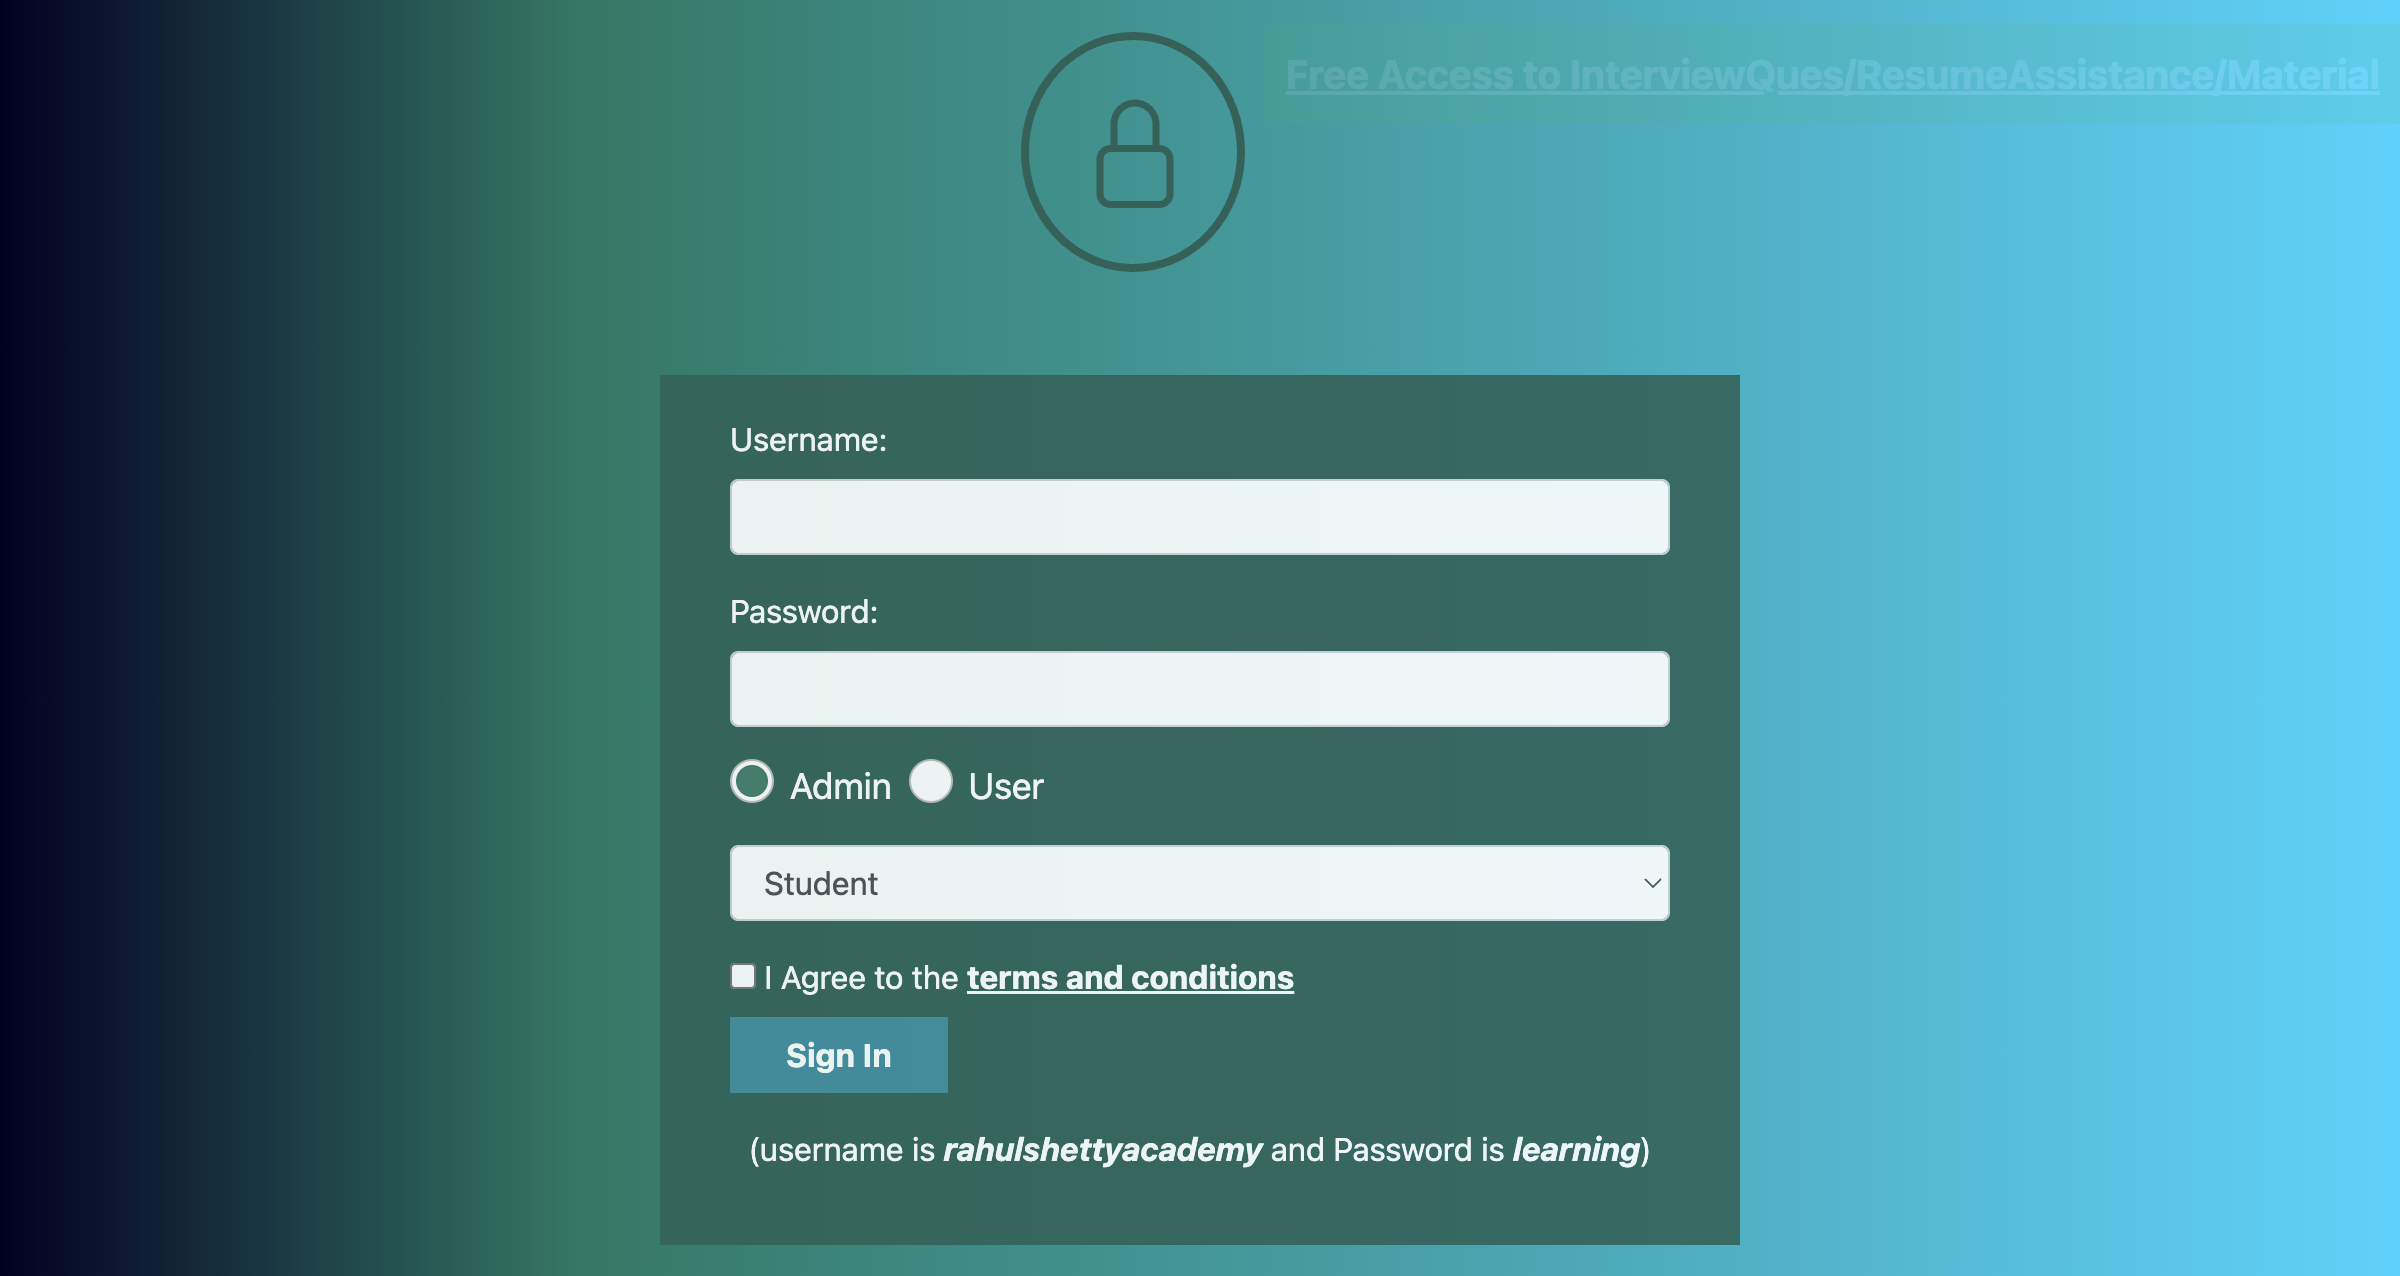 Free Access to InterviewQues/ResumeAssistance/Material
Username:
Password:
Admin User
Student
I Agree to the terms and conditions
Sign In
(username is rahulshettyacademy and Password is learning)